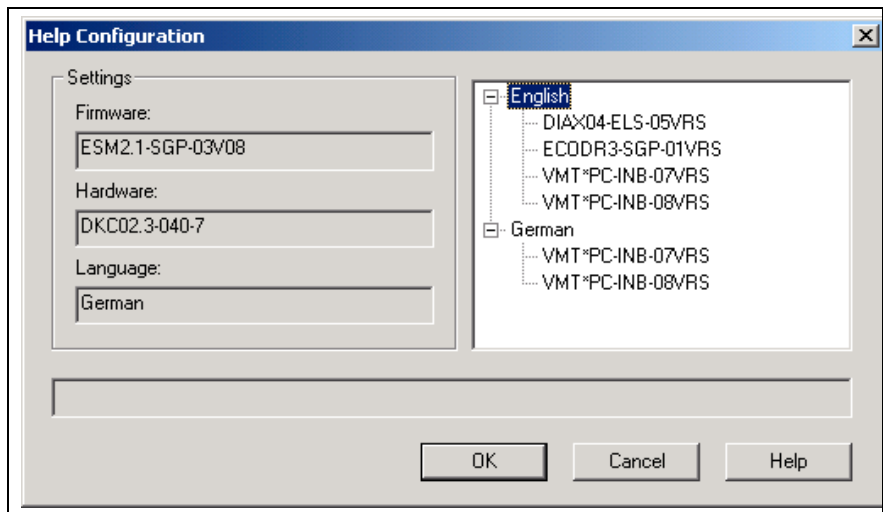 Help Configuration
Settings
Firmware:
ESM2.1-SGP-03V08
Hardware:
DKC02.3-040-7
Language:
German
English
DIAX04-ELS-05VRS
ECODR3-SGP-01VRS
VMT*PC-INB-07VRS
VMT*PC-INB-08VRS
German
VMT*PC-INB-07VRS
VMT*PC-INB-08VRS
OK
Cancel
Help